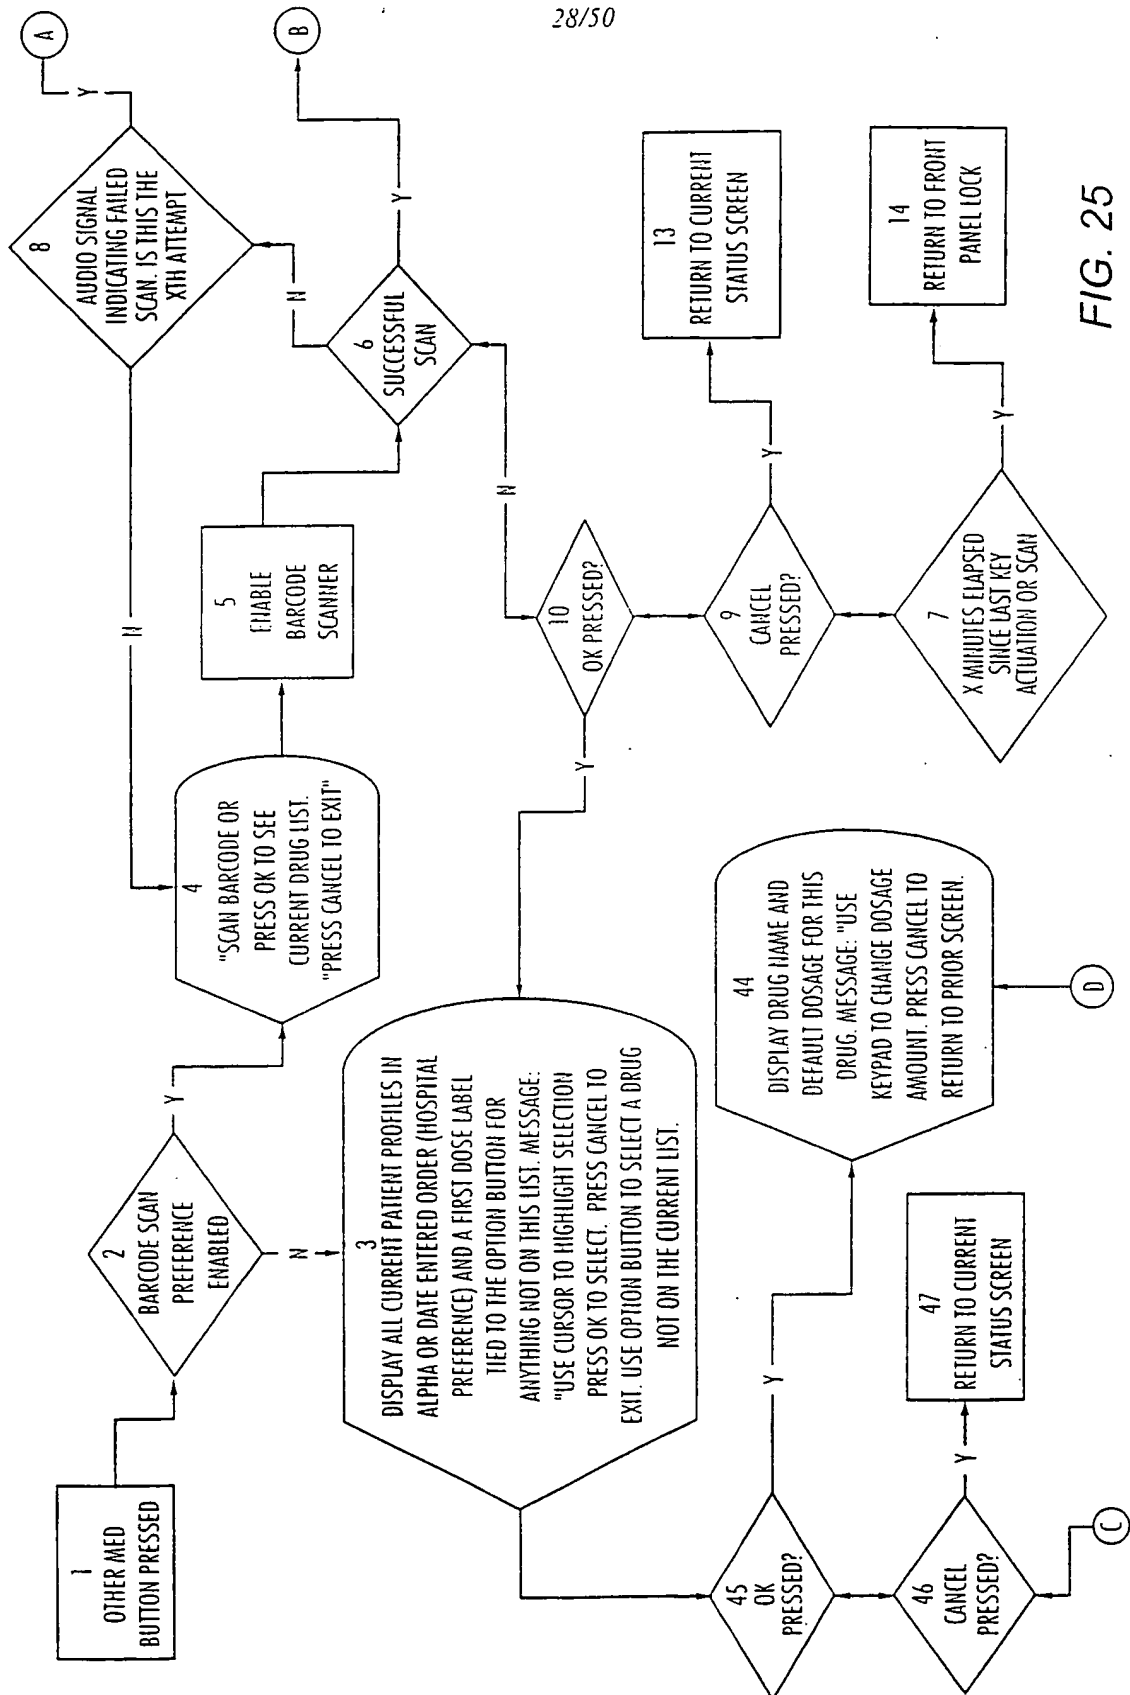 28/50
1
OTHER MED
BUTTON PRESSED
2
BARCODE SCAN
PREFERENCE
ENABLED
Y
N
3
DISPLAY ALL CURRENT PATIENT PROFILES IN
ALPHA OR DATE ENTERED ORDER (HOSPITAL
PREFERENCE) AND A FIRST DOSE LABEL
TIED TO THE OPTION BUTTON FOR
ANYTHING NOT ON THIS LIST. MESSAGE:
"USE CURSOR TO HIGHLIGHT SELECTION
PRESS OK TO SELECT. PRESS CANCEL TO
EXIT. USE OPTION BUTTON TO SELECT A DRUG
NOT ON THE CURRENT LIST.
4
"SCAN BARCODE OR
PRESS OK TO SEE
CURRENT DRUG LIST.
"PRESS CANCEL TO EXIT"
5
ENABLE
BARCODE
SCANNER
6
SUCCESSFUL
SCAN
Y
B
N
8
AUDIO SIGNAL
INDICATING FAILED
SCAN. IS THIS THE
XTH ATTEMPT
Y
A
N
N
10
OK PRESSED?
Y
9
CANCEL
PRESSED?
Y
13
RETURN TO CURRENT
STATUS SCREEN
7
X MINUTES ELAPSED
SINCE LAST KEY
ACTUATION OR SCAN
Y
14
RETURN TO FRONT
PANEL LOCK
45
OK
PRESSED?
Y
44
DISPLAY DRUG NAME AND
DEFAULT DOSAGE FOR THIS
DRUG. MESSAGE: "USE
KEYPAD TO CHANGE DOSAGE
AMOUNT. PRESS CANCEL TO
RETURN TO PRIOR SCREEN.
D
46
CANCEL
PRESSED?
Y
47
RETURN TO CURRENT
STATUS SCREEN
C
FIG. 25